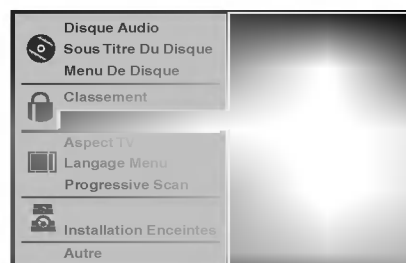 Disque Audio
Sous Titre Du Disque
Menu De Disque
Classement
Aspect TV
Langage Menu
Progressive Scan
Installation Enceintes
Autre